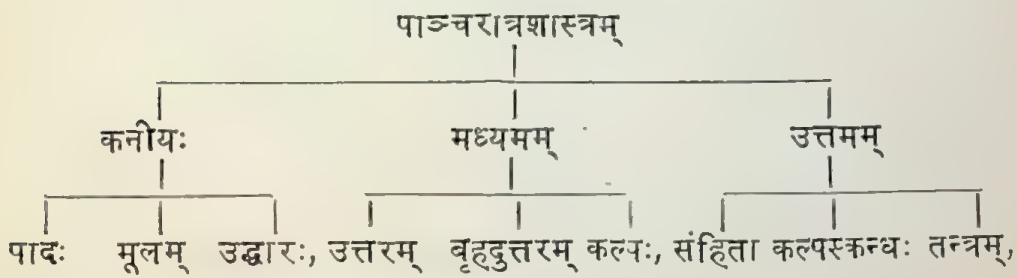 पाञ्चरात्रशास्त्रम्
कनीयः मध्यमम् उत्तमम्
पादः मूलम् उद्धारः, उत्तरम् बृहदुत्तरम् कल्पः, संहिता कल्पस्कन्धः तन्त्रम्,